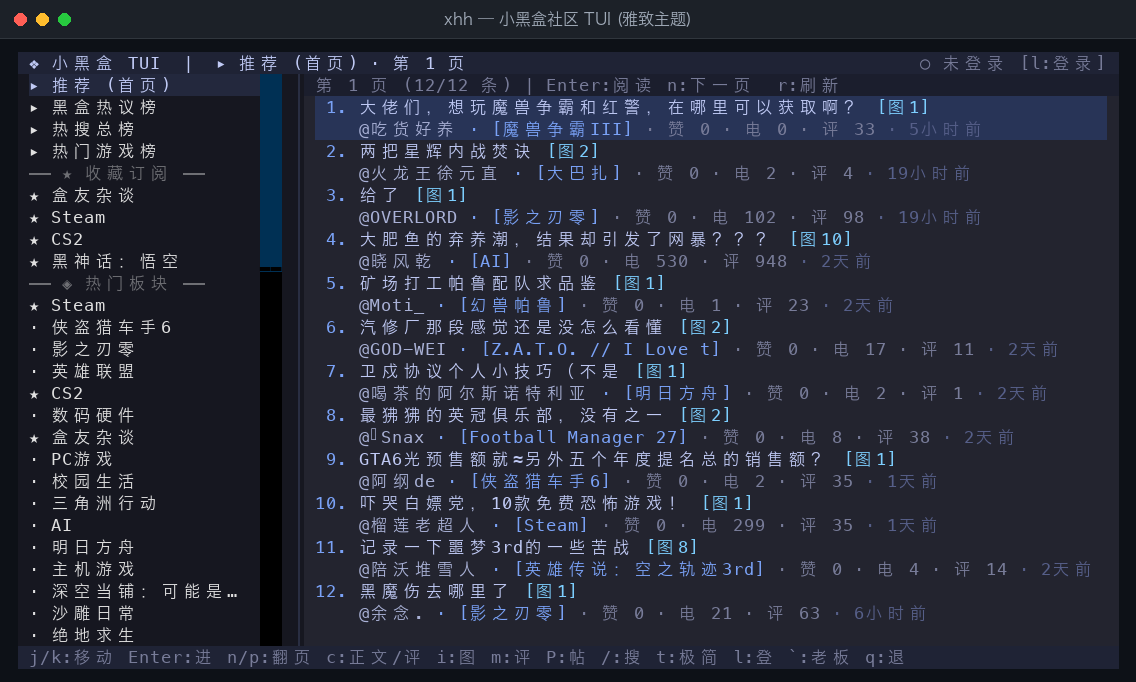 xhh — 小黑盒社区 TUI (雅致主题)
❖ 小黑盒 TUI | ▸ 推荐 (首页) · 第 1 页 ○ 未登录 [l:登录]
▸ 推荐 (首页)
▸ 黑盒热议榜
▸ 热搜总榜
▸ 热门游戏榜
── ★ 收藏订阅 ──
★ 盒友杂谈
★ Steam
★ CS2
★ 黑神话：悟空
── ◈ 热门板块 ──
★ Steam
· 侠盗猎车手6
· 影之刃零
· 英雄联盟
★ CS2
· 数码硬件
★ 盒友杂谈
· PC游戏
· 校园生活
· 三角洲行动
· AI
· 明日方舟
· 主机游戏
· 深空当铺：可能是…
· 沙雕日常
· 绝地求生
第 1 页 (12/12 条) | Enter:阅读 n:下一页 r:刷新
1. 大佬们，想玩魔兽争霸和红警，在哪里可以获取啊？ [图1]
@吃货好养 · [魔兽争霸III] · 赞 0 · 电 0 · 评 33 · 5小时前
2. 两把星辉内战焚诀 [图2]
@火龙王徐元直 · [大巴扎] · 赞 0 · 电 2 · 评 4 · 19小时前
3. 给了 [图1]
@OVERLORD · [影之刃零] · 赞 0 · 电 102 · 评 98 · 19小时前
4. 大肥鱼的弃养潮，结果却引发了网暴？？？ [图10]
@晓风乾 · [AI] · 赞 0 · 电 530 · 评 948 · 2天前
5. 矿场打工帕鲁配队求品鉴 [图1]
@Moti_ · [幻兽帕鲁] · 赞 0 · 电 1 · 评 23 · 2天前
6. 汽修厂那段感觉还是没怎么看懂 [图2]
@GOD-WEI · [Z.A.T.O. // I Love t] · 赞 0 · 电 17 · 评 11 · 2天前
7. 卫戍协议个人小技巧（不是 [图1]
@喝茶的阿尔斯诺特利亚 · [明日方舟] · 赞 0 · 电 2 · 评 1 · 2天前
8. 最狒狒的英冠俱乐部，没有之一 [图2]
@Snax · [Football Manager 27] · 赞 0 · 电 8 · 评 38 · 2天前
9. GTA6光预售额就≈另外五个年度提名总的销售额？ [图1]
@阿纲de · [侠盗猎车手6] · 赞 0 · 电 2 · 评 35 · 1天前
10. 吓哭白嫖党，10款免费恐怖游戏！ [图1]
@榴莲老超人 · [Steam] · 赞 0 · 电 299 · 评 35 · 1天前
11. 记录一下噩梦3rd的一些苦战 [图8]
@陪沃堆雪人 · [英雄传说：空之轨迹3rd] · 赞 0 · 电 4 · 评 14 · 2天前
12. 黑魔伤去哪里了 [图1]
@余念. · [影之刃零] · 赞 0 · 电 21 · 评 63 · 6小时前
j/k:移动 Enter:进 n/p:翻页 c:正文/评 i:图 m:评 P:帖 /:搜 t:极简 l:登 `:老板 q:退